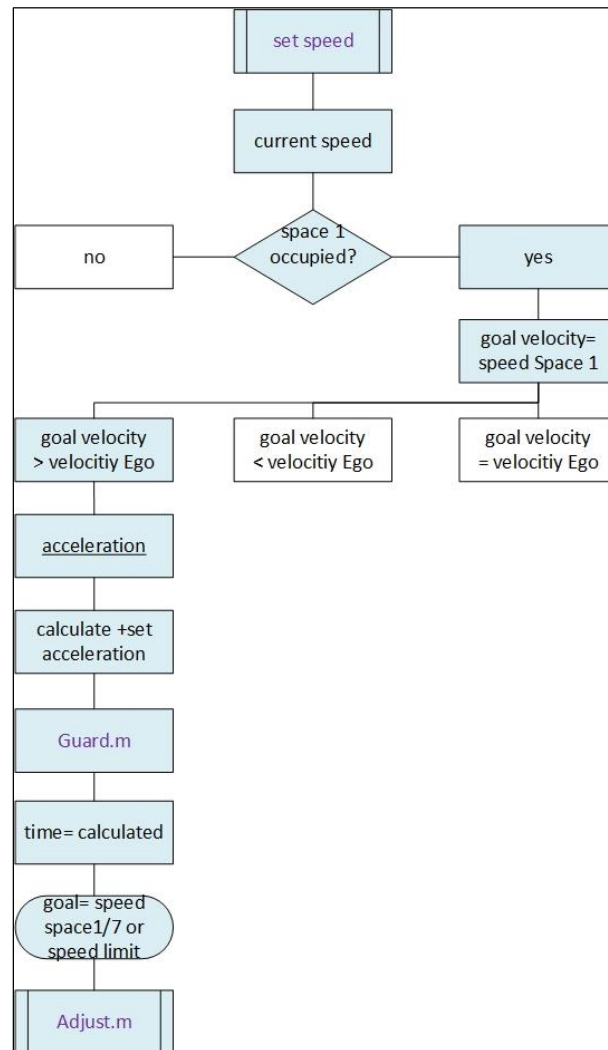 set speed
current speed
space 1
occupied?
no
yes
goal velocity=
speed Space 1
goal velocity
> velocitiy Ego
goal velocity
< velocitiy Ego
goal velocity
= velocitiy Ego
acceleration
calculate +set
acceleration
Guard.m
time= calculated
goal= speed
space1/7 or
speed limit
Adjust.m